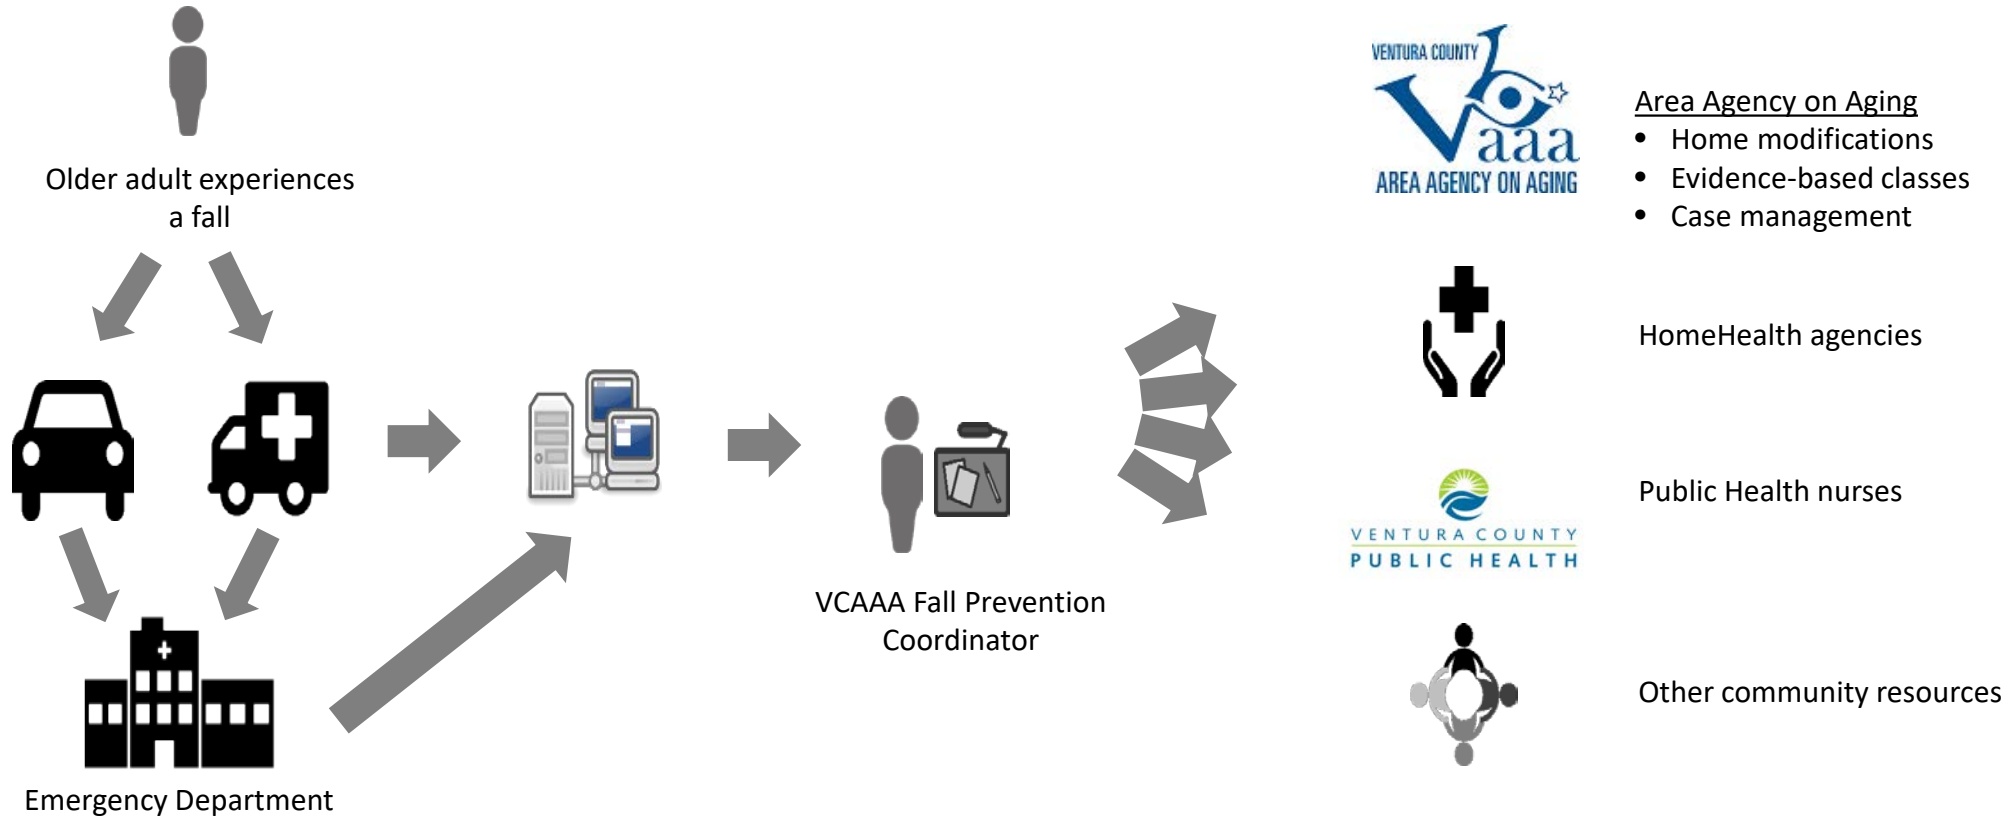 Older adult experiences
a fall
Emergency Department
VCAAA Fall Prevention
Coordinator
VENTURA COUNTY
Vaaa
AREA AGENCY ON AGING
Area Agency on Aging
• Home modifications
• Evidence-based classes
• Case management
HomeHealth agencies
VENTURA COUNTY
PUBLIC HEALTH
Public Health nurses
Other community resources